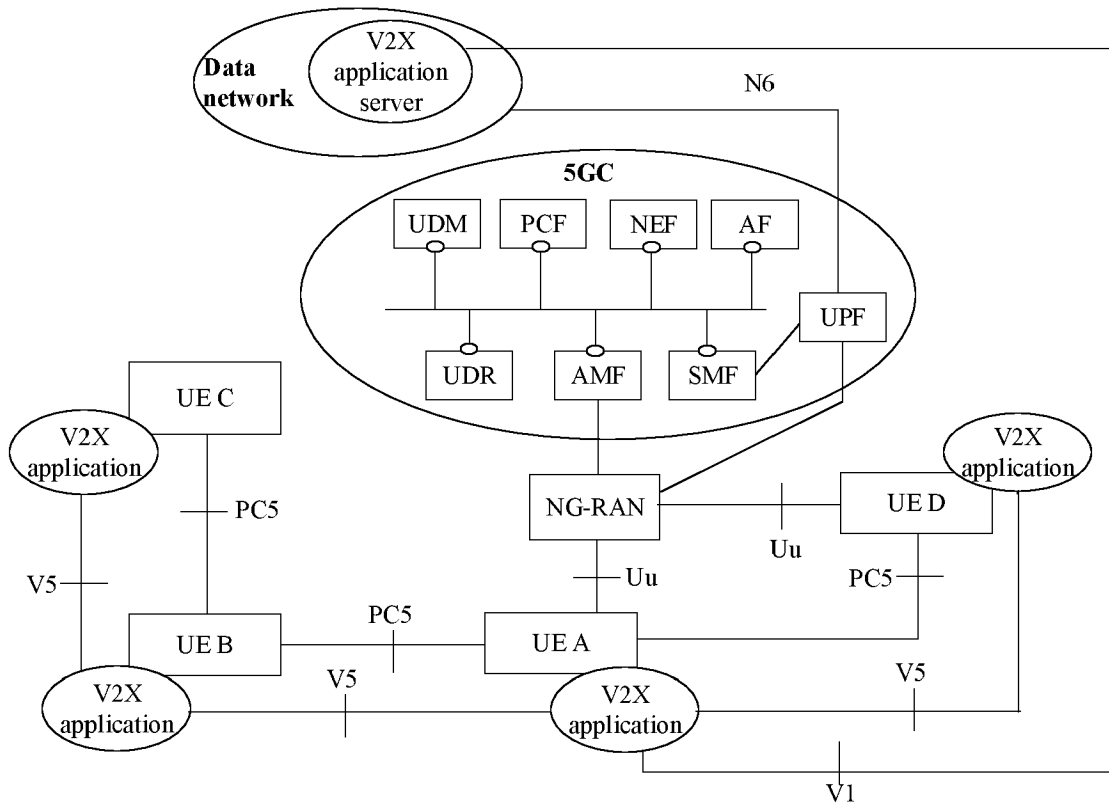 V2X
application
server
Data
network
N6
5GC
UDM
PCF
NEF
AF
UPF
UDR
AMF
SMF
UE C
V2X
application
V2X
application
PC5
NG-RAN
UE D
Uu
V5
Uu
PC5
UE B
PC5
UE A
V2X
application
V5
V2X
application
V5
V1